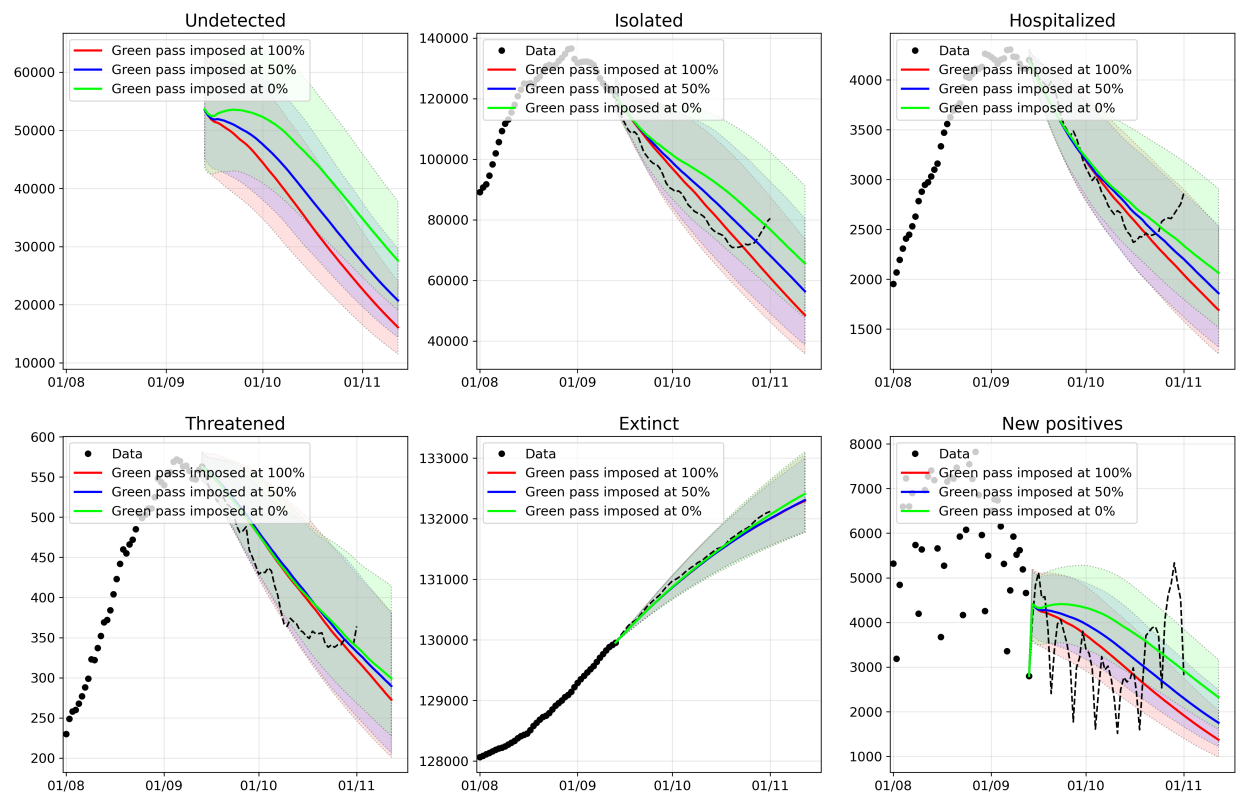 Undetected
Green pass imposed at 100%
Green pass imposed at 50%
Green pass imposed at 0%
60000
50000
40000
30000
20000
10000
01/08
01/09
01/10
01/11
Isolated
Data
Green pass imposed at 100%
Green pass imposed at 50%
Green pass imposed at 0%
140000
120000
100000
80000
60000
40000
01/08
01/09
01/10
01/11
Hospitalized
Data
Green pass imposed at 100%
Green pass imposed at 50%
Green pass imposed at 0%
4000
3500
3000
2500
2000
1500
01/08
01/09
01/10
01/11
Threatened
Data
Green pass imposed at 100%
Green pass imposed at 50%
Green pass imposed at 0%
600
550
500
450
400
350
300
250
200
01/08
01/09
01/10
01/11
Extinct
Data
Green pass imposed at 100%
Green pass imposed at 50%
Green pass imposed at 0%
133000
132000
131000
130000
129000
128000
01/08
01/09
01/10
01/11
New positives
Data
Green pass imposed at 100%
Green pass imposed at 50%
Green pass imposed at 0%
8000
7000
6000
5000
4000
3000
2000
1000
01/08
01/09
01/10
01/11